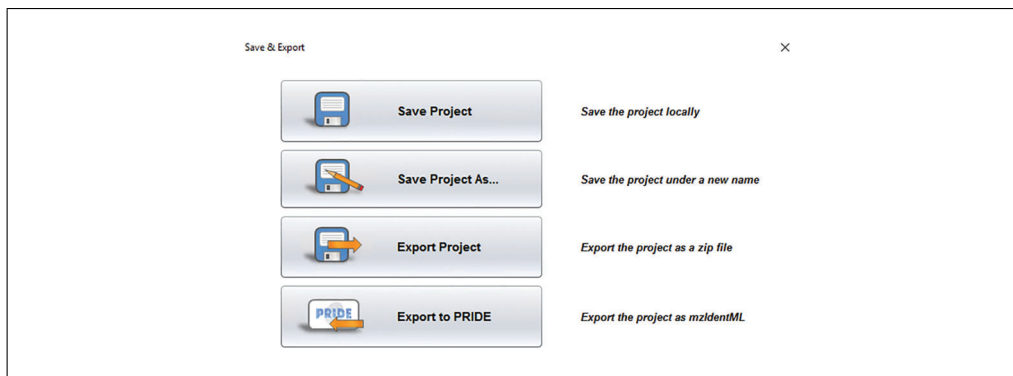 Save & Export
Save Project
Save the project locally
Save Project As...
Save the project under a new name
Export Project
Export the project as a zip file
PRIDE
Export to PRIDE
Export the project as mzIdentML